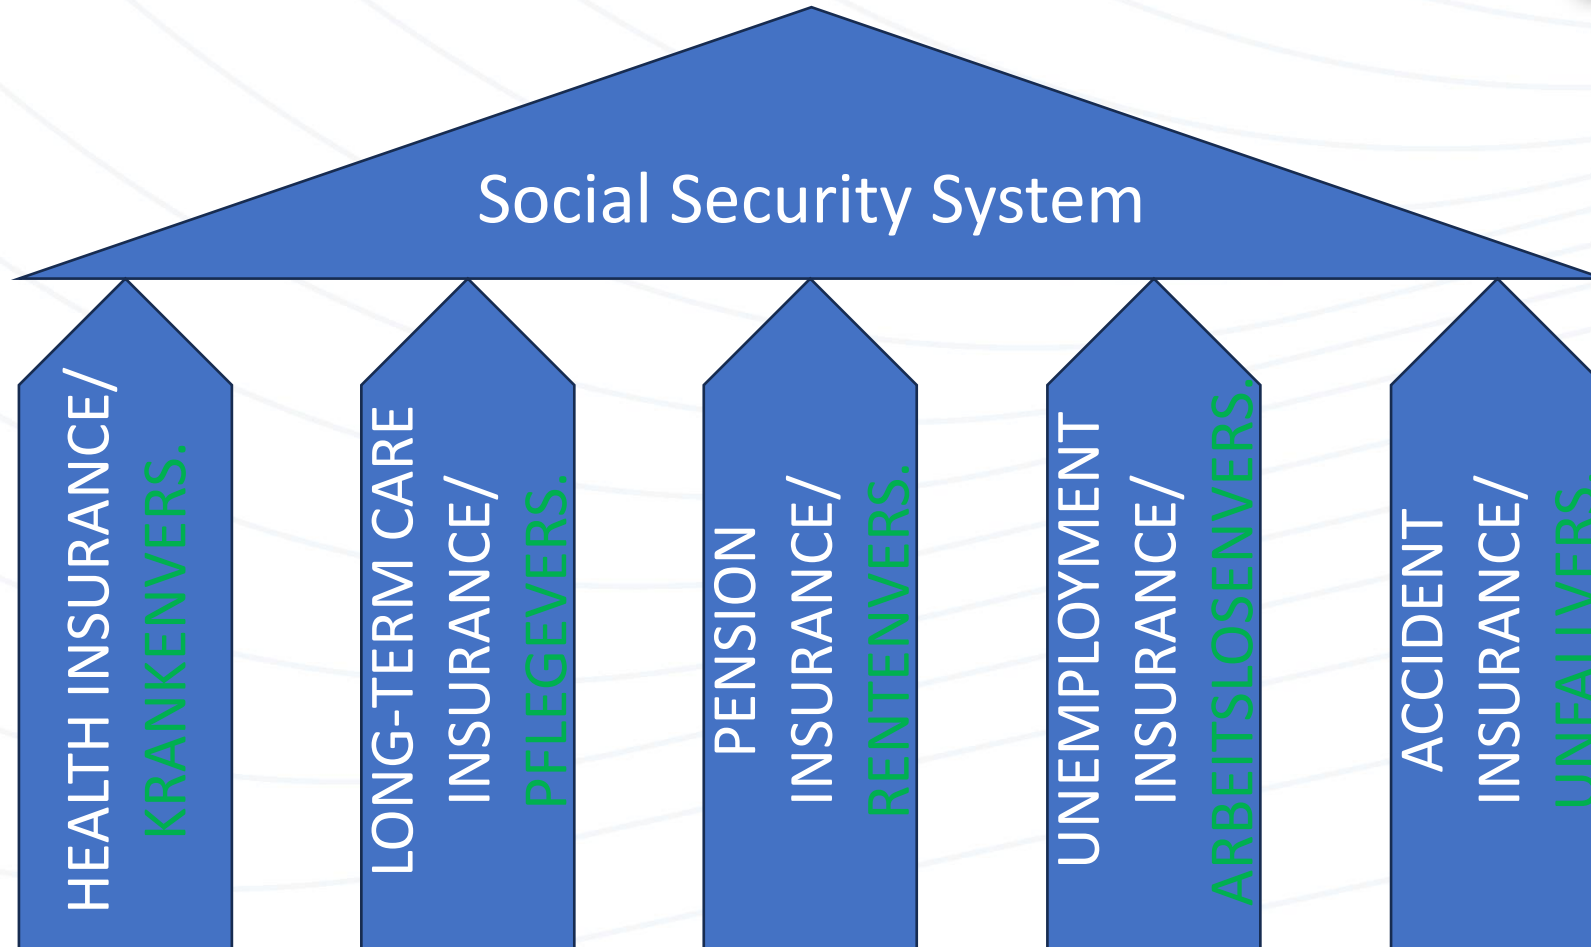 Social Security System
HEALTH INSURANCE/
KRANKENVERS.
LONG-TERM CARE
INSURANCE/
PFLEGEVERS.
PENSION
INSURANCE/
RENTENVERS.
UNEMPLOYMENT
INSURANCE/
ARBEITSLOSENVERS.
ACCIDENT
INSURANCE/
UNFALLVERS.